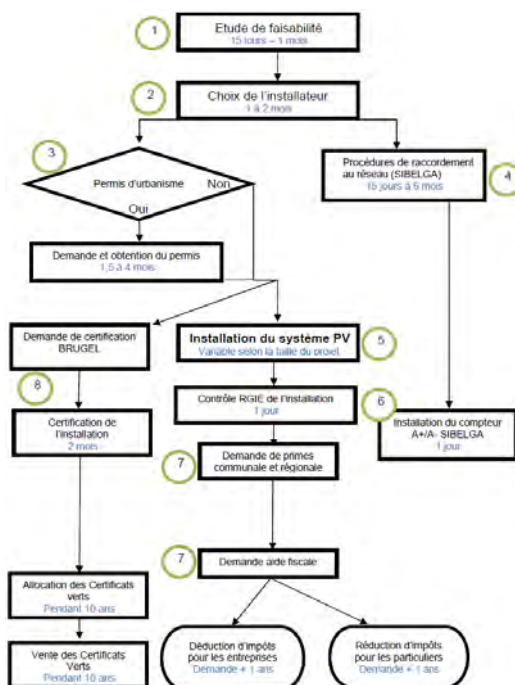 1
Etude de faisabilité
15 jours – 1 mois
2
Choix de l'installateur
1 à 2 mois
3
Permis d'urbanisme
Non
Oui
Procédures de raccordement
au réseau (SIBELGA)
15 jours à 6 mois
4
Demande et obtention du permis
1,5 à 4 mois
Demande de certification
BRUGEL
Installation du système PV
Variable selon la taille du projet
5
8
Certification de
l'installation
2 mois
Contrôle RGIE de l'installation
1 jour
6
Installation du compteur
A+/A- SIBELGA
1 jour
7
Demande de primes
communale et régionale
7
Demande aide fiscale
Allocation des Certificats
verts
Pendant 10 ans
Vente des Certificats
Verts
Pendant 10 ans
Déduction d'impôts
pour les entreprises
Demande + 1 ans
Réduction d'impôts
pour les particuliers
Demande + 1 ans